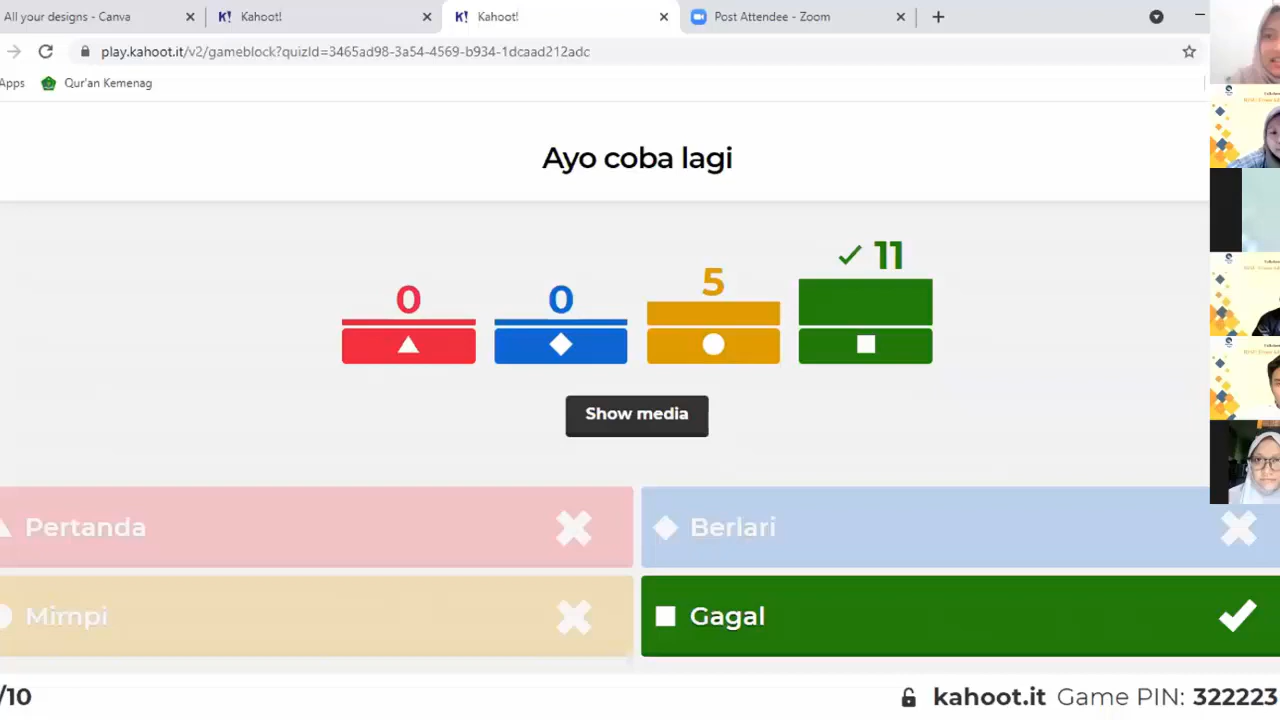 All your designs - Canva
Kahoot!
Kahoot!
Post Attendee - Zoom
play.kahoot.it/v2/gameblock?quizId=3465ad98-3a54-4569-b934-1dcaad212adc
Apps
Qur'an Kemenag
Ayo coba lagi
0
0
5
11
Show media
Pertanda
Berlari
Mimpi
Gagal
/10
kahoot.it Game PIN: 322223